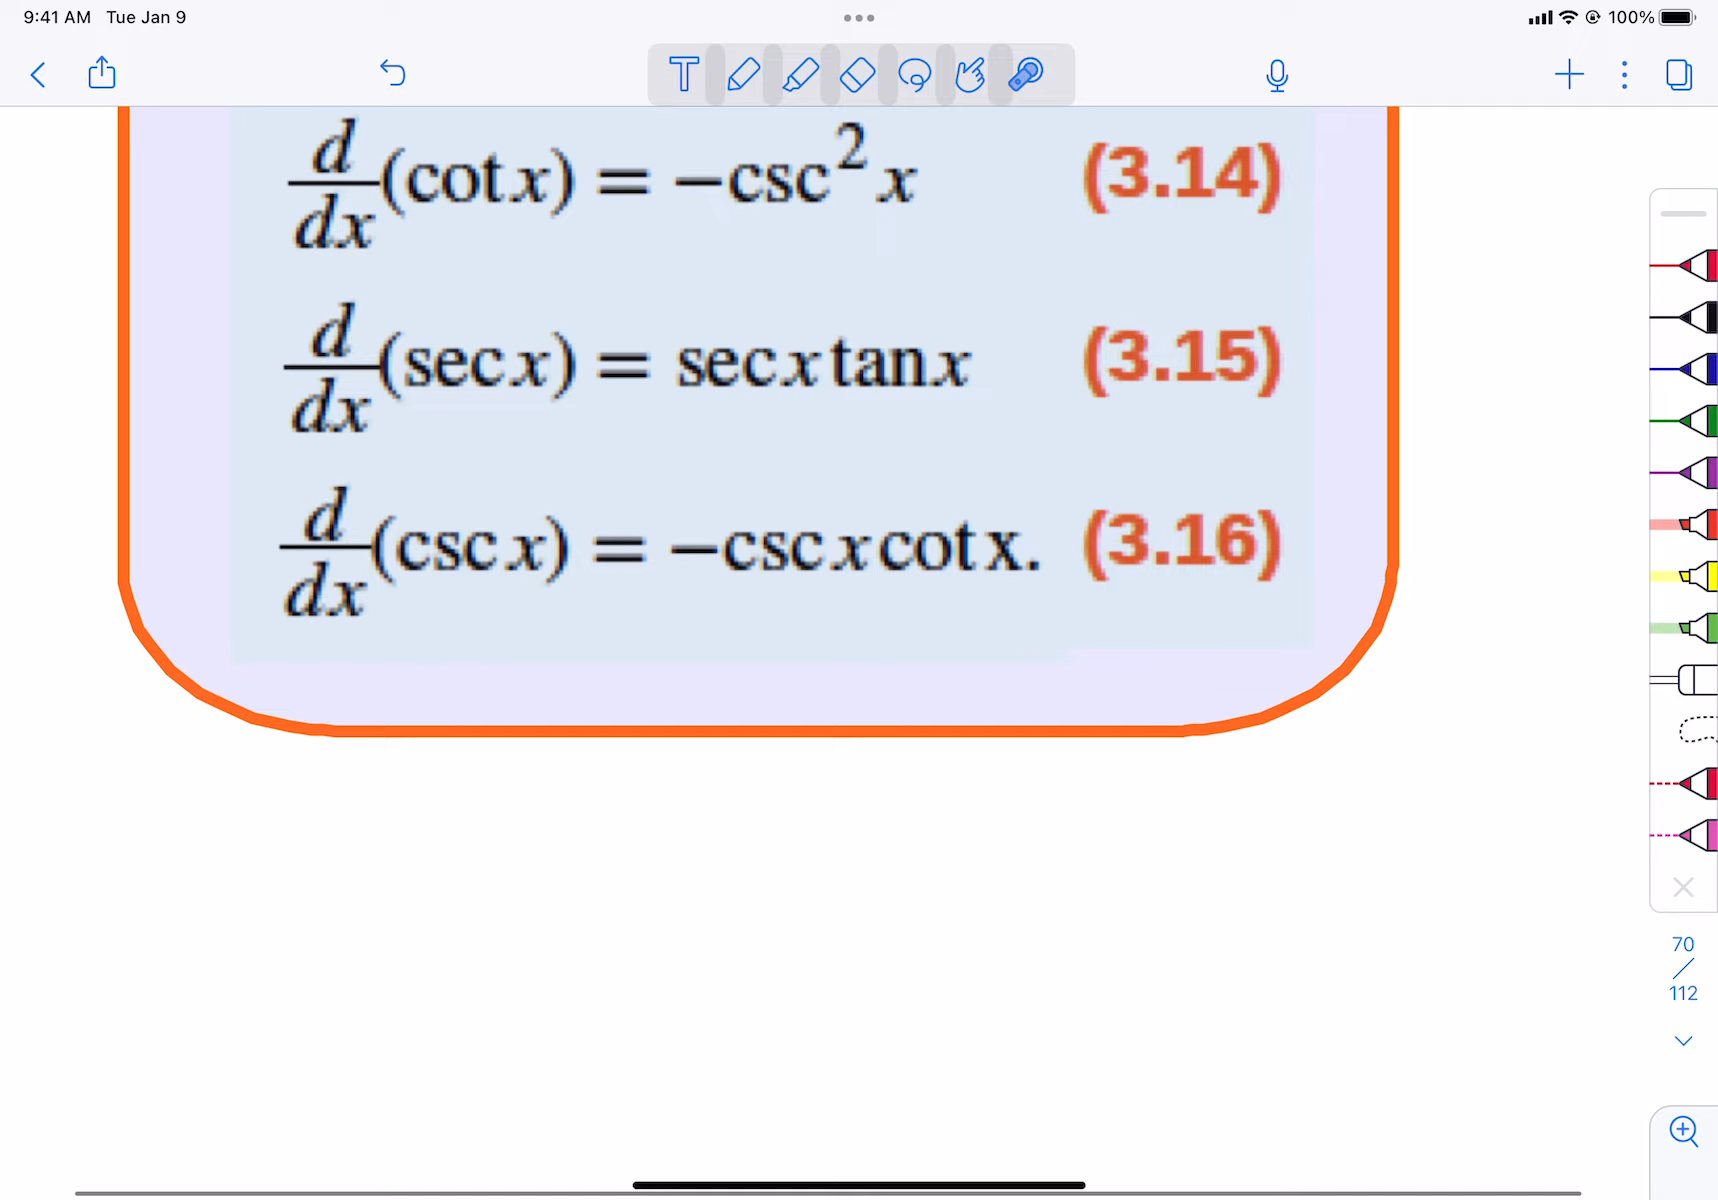 9:41 AM Tue Jan 9 100%
T
d/dx(cot x) = −csc² x (3.14)
d/dx(sec x) = sec x tan x (3.15)
d/dx(csc x) = −csc x cot x. (3.16)
70
/
112